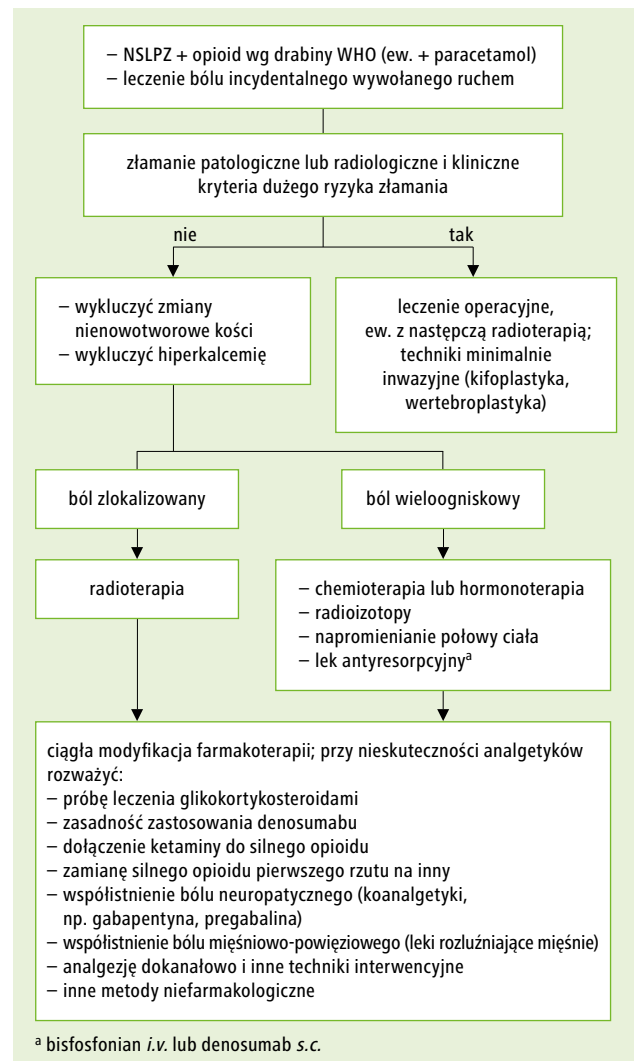 – NSLPZ + opioid wg drabiny WHO (ew. + paracetamol)
– leczenie bólu incydentalnego wywołanego ruchem
złamanie patologiczne lub radiologiczne i kliniczne
kryteria dużego ryzyka złamania
nie
tak
– wykluczyć zmiany
nienowotworowe kości
– wykluczyć hiperkalcemię
leczenie operacyjne,
ew. z następczą radioterapią;
techniki minimalnie
inwazyjne (kifoplastyka,
wertebroplastyka)
ból zlokalizowany
ból wieloogniskowy
radioterapia
– chemioterapia lub hormonoterapia
– radioizotopy
– napromienianie połowy ciała
– lek antyresorpcyjnyᵃ
ciągła modyfikacja farmakoterapii; przy nieskuteczności analgetyków
rozważyć:
– próbę leczenia glikokortykosteroidami
– zasadność zastosowania denosumabu
– dołączenie ketaminy do silnego opioidu
– zamianę silnego opioidu pierwszego rzutu na inny
– współistnienie bólu neuropatycznego (koanalgetyki,
np. gabapentyna, pregabalina)
– współistnienie bólu mięśniowo-powięziowego (leki rozluźniające mięśnie)
– analgezję dokanałowo i inne techniki interwencyjne
– inne metody niefarmakologiczne
ᵃ bisfosfonian i.v. lub denosumab s.c.